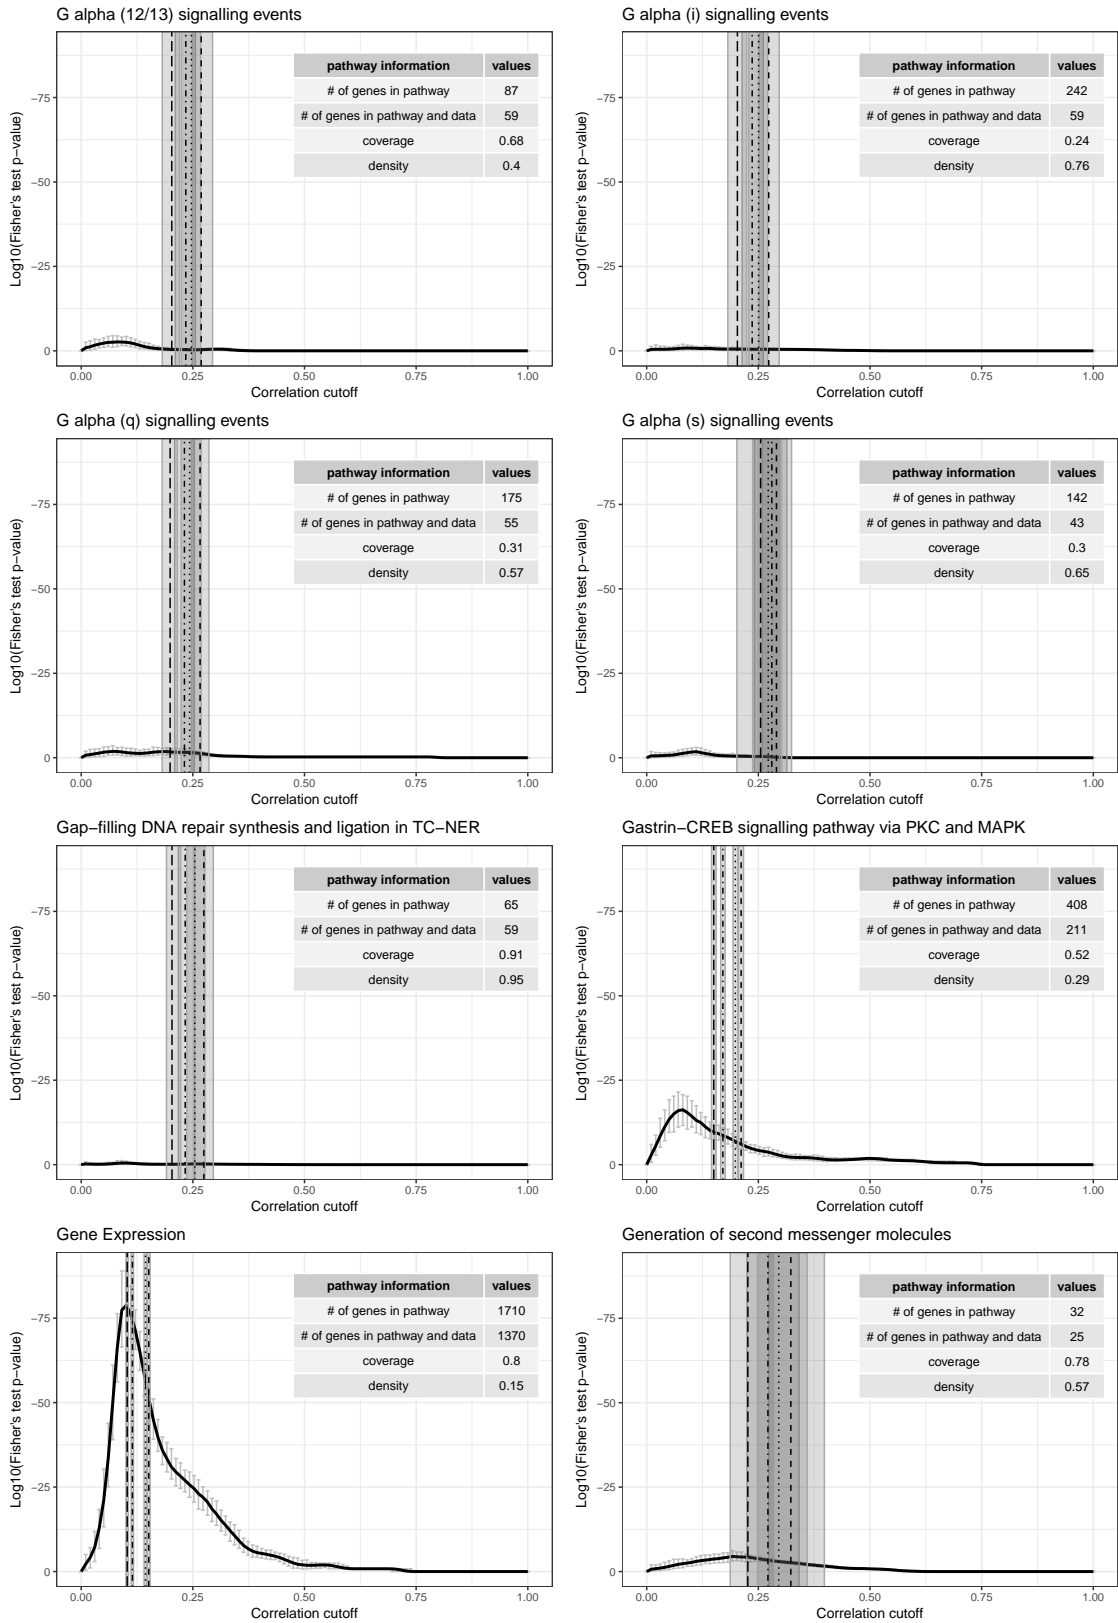 G alpha (12/13) signalling events
Log10(Fisher's test p−value)
−75
−50
−25
0
pathway information values
# of genes in pathway 87
# of genes in pathway and data 59
coverage 0.68
density 0.4
0.00 0.25 0.50 0.75 1.00
Correlation cutoff
G alpha (i) signalling events
Log10(Fisher's test p−value)
−75
−50
−25
0
pathway information values
# of genes in pathway 242
# of genes in pathway and data 59
coverage 0.24
density 0.76
0.00 0.25 0.50 0.75 1.00
Correlation cutoff
G alpha (q) signalling events
Log10(Fisher's test p−value)
−75
−50
−25
0
pathway information values
# of genes in pathway 175
# of genes in pathway and data 55
coverage 0.31
density 0.57
0.00 0.25 0.50 0.75 1.00
Correlation cutoff
G alpha (s) signalling events
Log10(Fisher's test p−value)
−75
−50
−25
0
pathway information values
# of genes in pathway 142
# of genes in pathway and data 43
coverage 0.3
density 0.65
0.00 0.25 0.50 0.75 1.00
Correlation cutoff
Gap−filling DNA repair synthesis and ligation in TC−NER
Log10(Fisher's test p−value)
−75
−50
−25
0
pathway information values
# of genes in pathway 65
# of genes in pathway and data 59
coverage 0.91
density 0.95
0.00 0.25 0.50 0.75 1.00
Correlation cutoff
Gastrin−CREB signalling pathway via PKC and MAPK
Log10(Fisher's test p−value)
−75
−50
−25
0
pathway information values
# of genes in pathway 408
# of genes in pathway and data 211
coverage 0.52
density 0.29
0.00 0.25 0.50 0.75 1.00
Correlation cutoff
Gene Expression
Log10(Fisher's test p−value)
−75
−50
−25
0
pathway information values
# of genes in pathway 1710
# of genes in pathway and data 1370
coverage 0.8
density 0.15
0.00 0.25 0.50 0.75 1.00
Correlation cutoff
Generation of second messenger molecules
Log10(Fisher's test p−value)
−75
−50
−25
0
pathway information values
# of genes in pathway 32
# of genes in pathway and data 25
coverage 0.78
density 0.57
0.00 0.25 0.50 0.75 1.00
Correlation cutoff